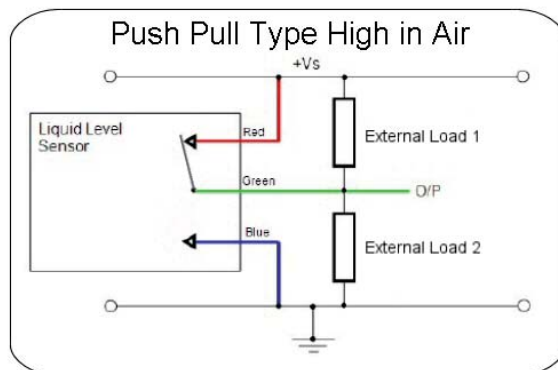 Push Pull Type High in Air
+Vs
Liquid Level
Sensor
Red
External Load 1
Green
O/P
Blue
External Load 2